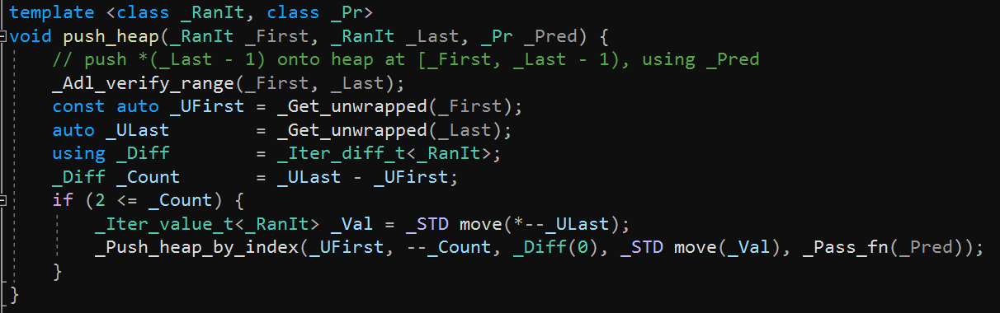 template <class _RanIt, class _Pr>
void push_heap(_RanIt _First, _RanIt _Last, _Pr _Pred) {
    // push *(_Last - 1) onto heap at [_First, _Last - 1), using _Pred
    _Adl_verify_range(_First, _Last);
    const auto _UFirst = _Get_unwrapped(_First);
    auto _ULast        = _Get_unwrapped(_Last);
    using _Diff        = _Iter_diff_t<_RanIt>;
    _Diff _Count       = _ULast - _UFirst;
    if (2 <= _Count) {
        _Iter_value_t<_RanIt> _Val = _STD move(*--_ULast);
        _Push_heap_by_index(_UFirst, --_Count, _Diff(0), _STD move(_Val), _Pass_fn(_Pred));
    }
}